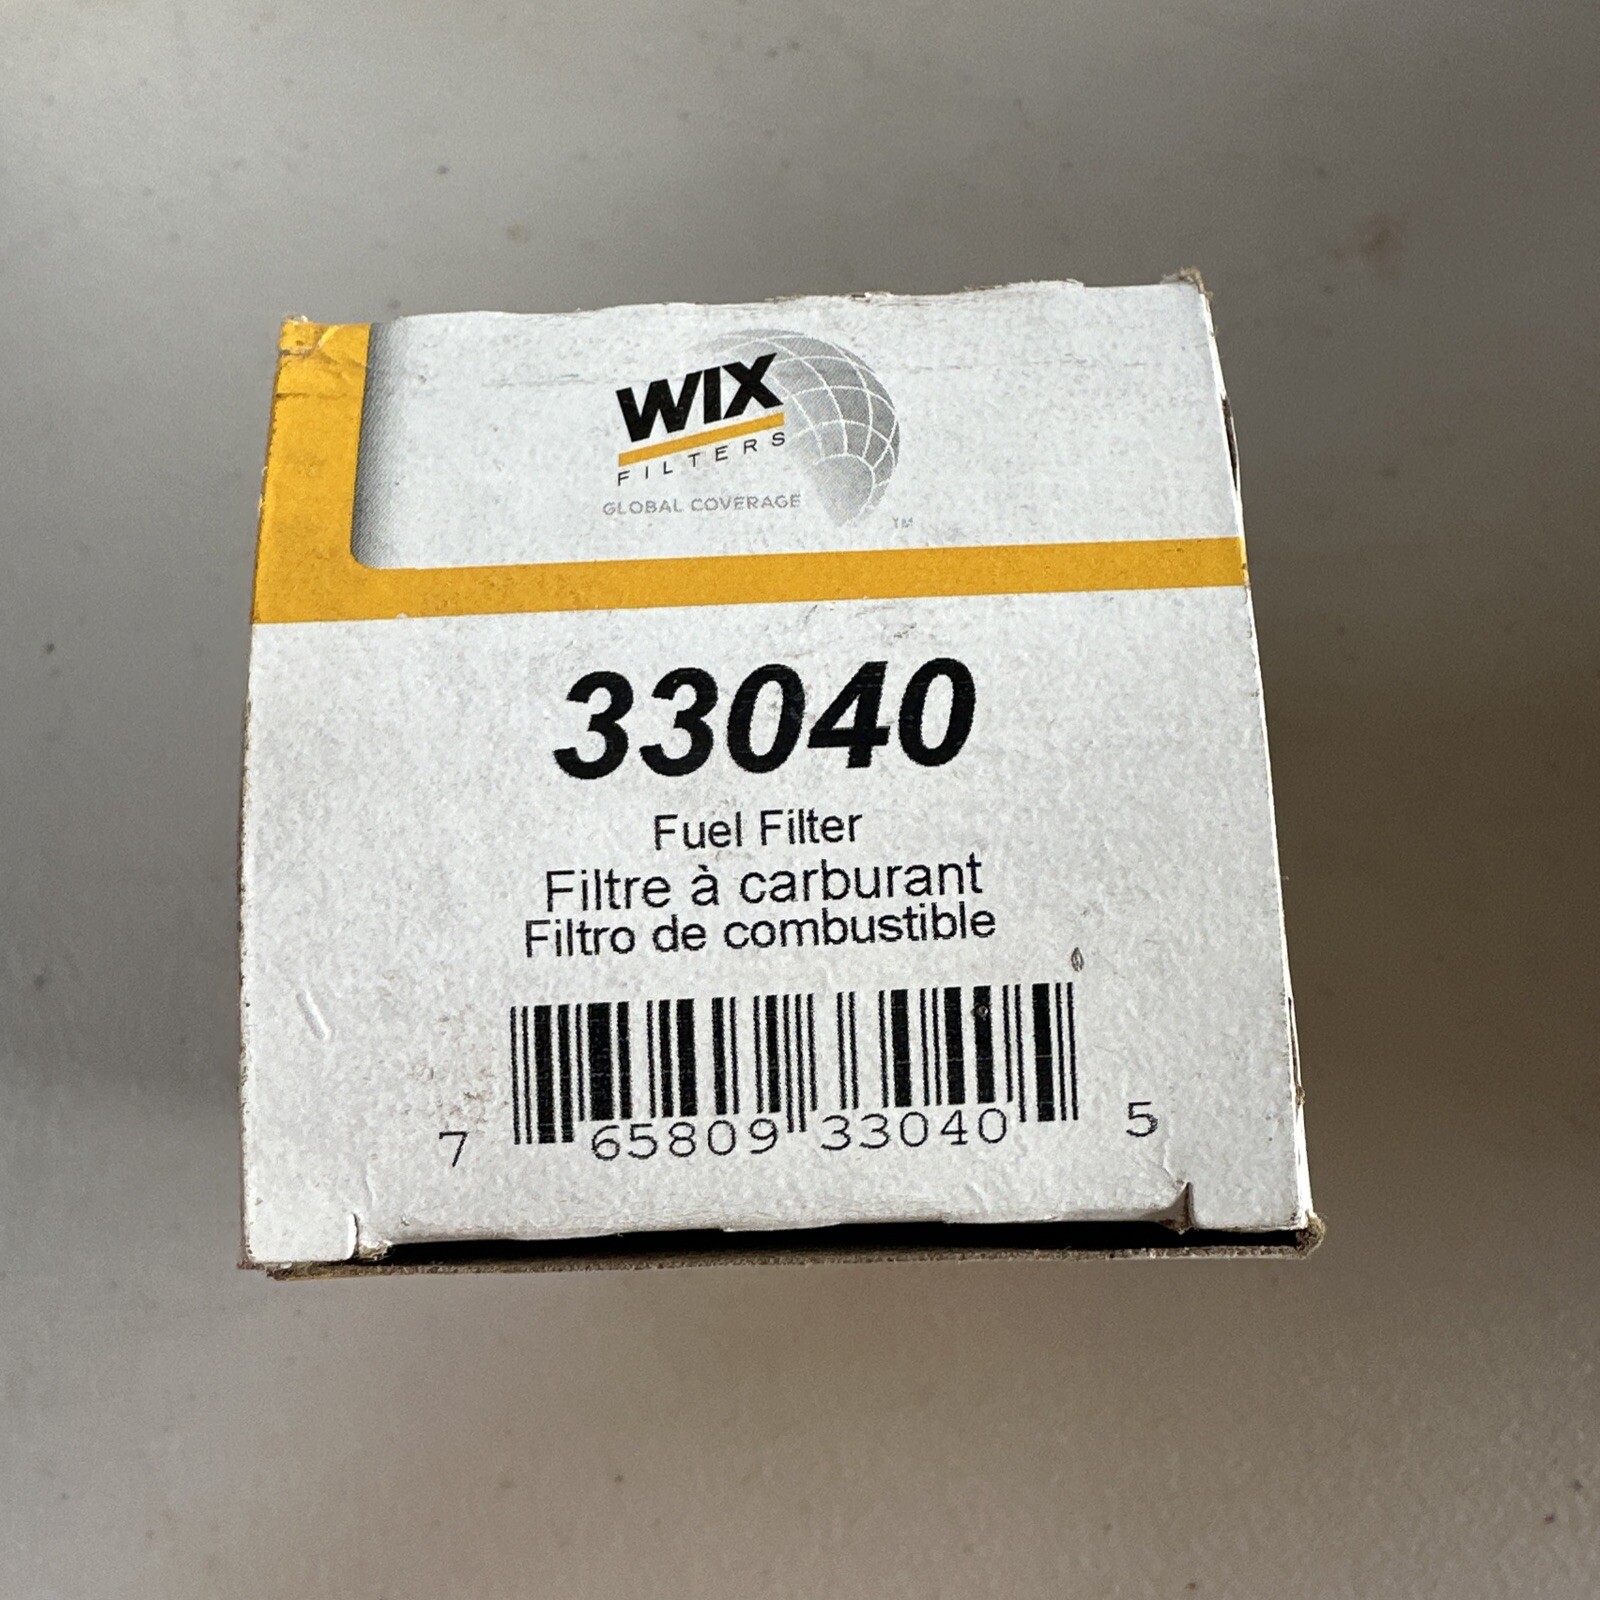 WIX
FILTERS
GLOBAL COVERAGE
TM
33040
Fuel Filter
Filtre à carburant
Filtro de combustible
7 65809 33040 5